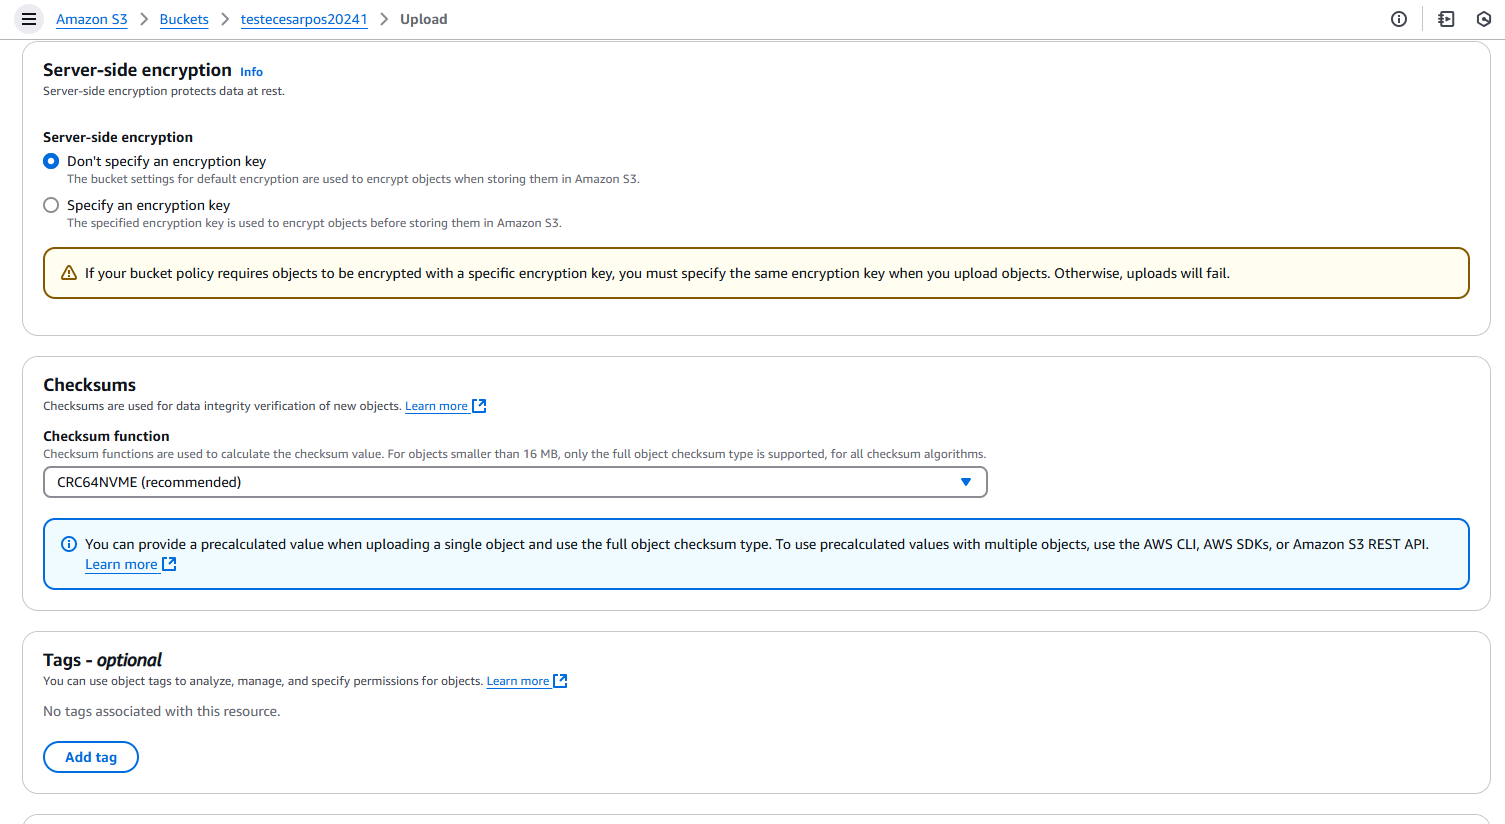 Amazon S3 > Buckets > testecesarpos20241 > Upload
Server-side encryption Info
Server-side encryption protects data at rest.
Server-side encryption
Don't specify an encryption key
The bucket settings for default encryption are used to encrypt objects when storing them in Amazon S3.
Specify an encryption key
The specified encryption key is used to encrypt objects before storing them in Amazon S3.
If your bucket policy requires objects to be encrypted with a specific encryption key, you must specify the same encryption key when you upload objects. Otherwise, uploads will fail.
Checksums
Checksums are used for data integrity verification of new objects. Learn more
Checksum function
Checksum functions are used to calculate the checksum value. For objects smaller than 16 MB, only the full object checksum type is supported, for all checksum algorithms.
CRC64NVME (recommended)
You can provide a precalculated value when uploading a single object and use the full object checksum type. To use precalculated values with multiple objects, use the AWS CLI, AWS SDKs, or Amazon S3 REST API.
Learn more
Tags - optional
You can use object tags to analyze, manage, and specify permissions for objects. Learn more
No tags associated with this resource.
Add tag